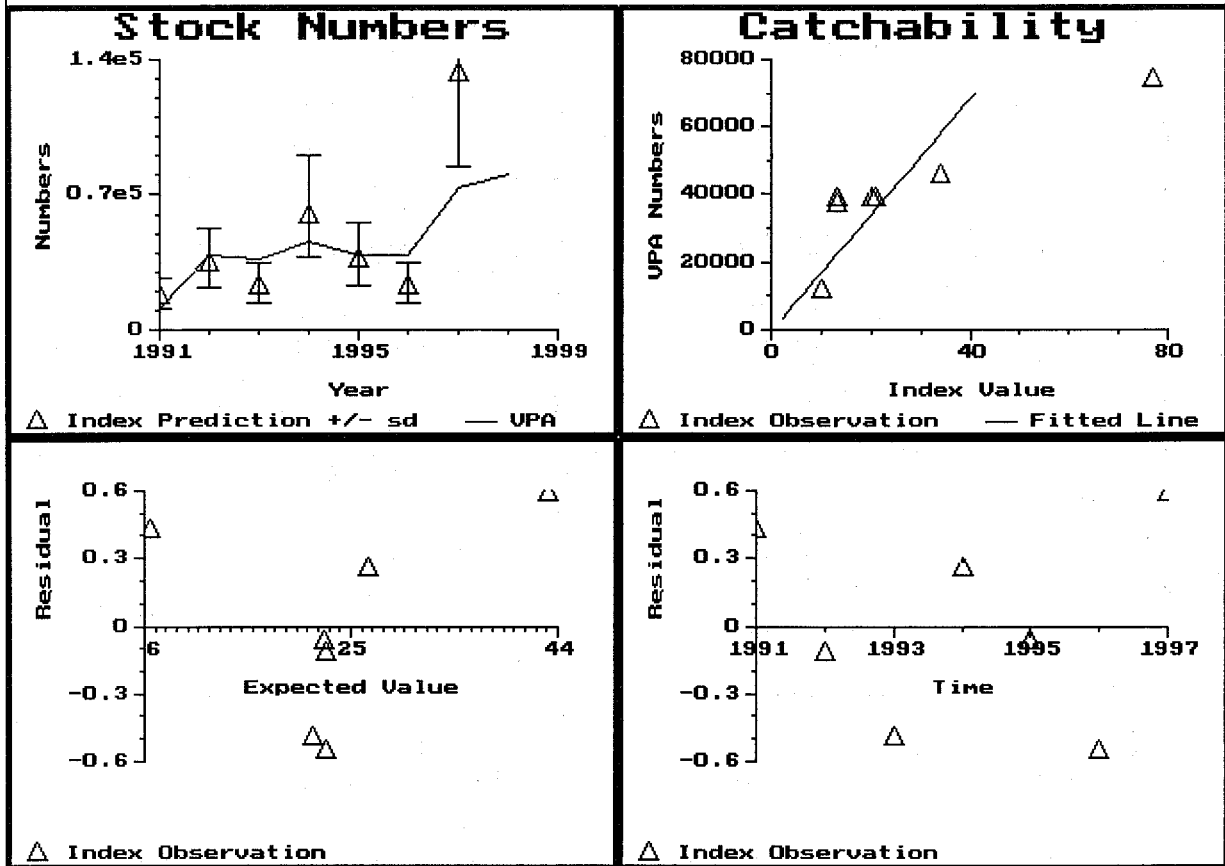 Stock Numbers
1.4e5
0.7e5
0
Numbers
1991 1995 1999
Year
Index Prediction +/- sd VPA
Catchability
80000
60000
40000
20000
0
VPA Numbers
0 40 80
Index Value
Index Observation Fitted Line
0.6
0.3
0
-0.3
-0.6
Residual
6 25 44
Expected Value
Index Observation
0.6
0.3
0
-0.3
-0.6
Residual
1991 1993 1995 1997
Time
Index Observation